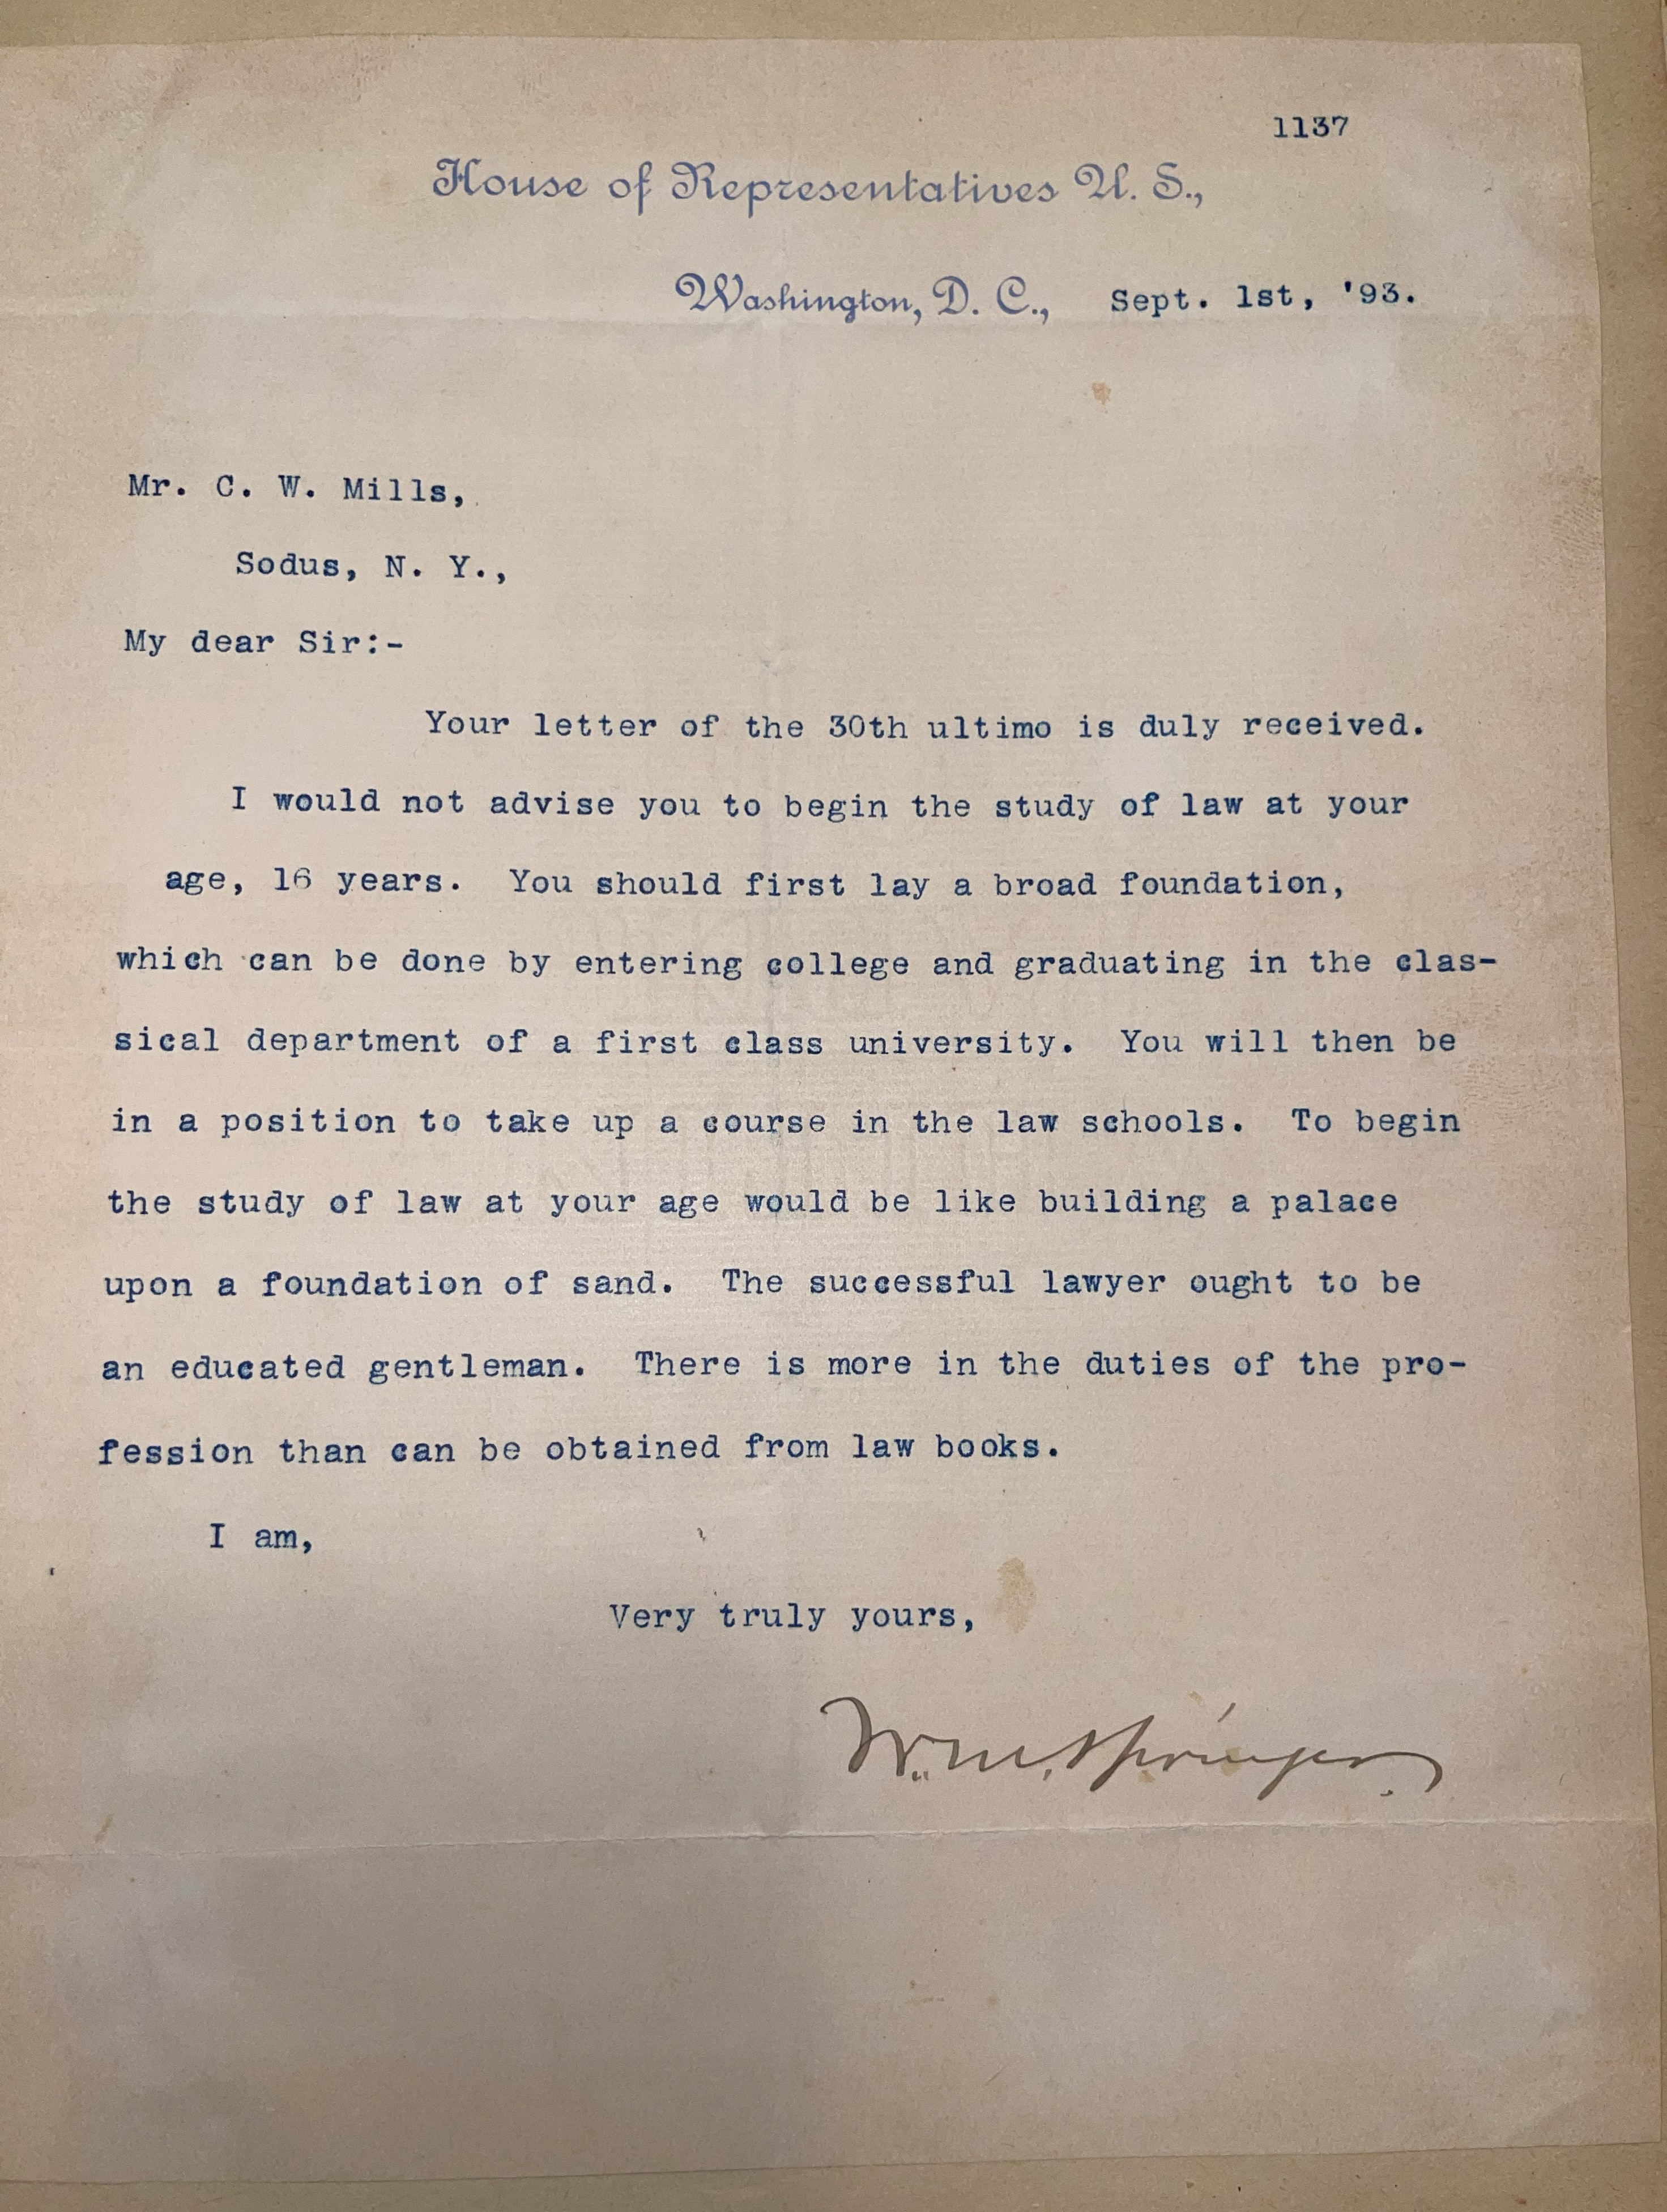 1137
House of Representatives U. S.,
Washington, D. C., Sept. 1st, '93.
Mr. C. W. Mills,
Sodus, N. Y.,
My dear Sir:-
Your letter of the 30th ultimo is duly received.
I would not advise you to begin the study of law at your
age, 16 years. You should first lay a broad foundation,
which can be done by entering college and graduating in the clas-
sical department of a first class university. You will then be
in a position to take up a course in the law schools. To begin
the study of law at your age would be like building a palace
upon a foundation of sand. The successful lawyer ought to be
an educated gentleman. There is more in the duties of the pro-
fession than can be obtained from law books.
I am,
Very truly yours,
Wm. Springer